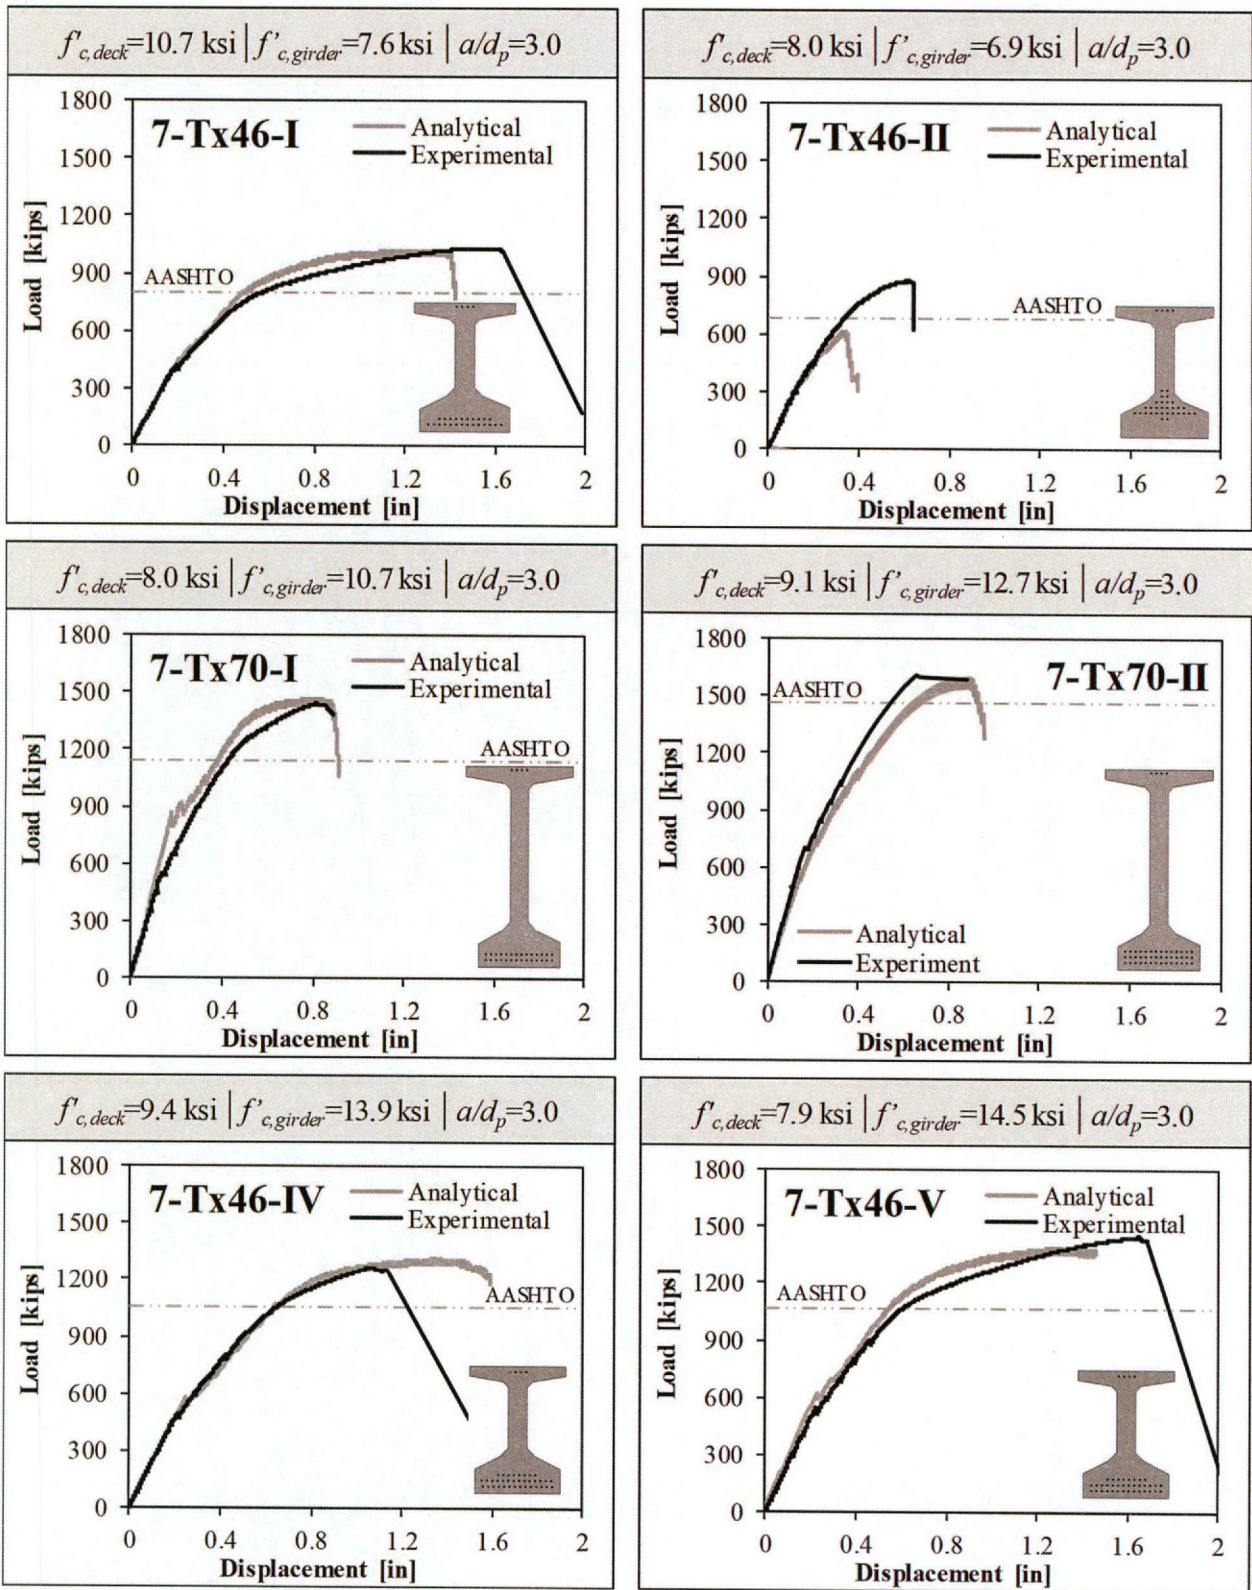 f'c,deck=10.7 ksi | f'c,girder=7.6 ksi | a/dp=3.0
1800
7-Tx46-I
Analytical
Experimental
1500
1200
900
AASHTO
600
300
0
Load [kips]
0 0.4 0.8 1.2 1.6 2
Displacement [in]
f'c,deck=8.0 ksi | f'c,girder=6.9 ksi | a/dp=3.0
1800
7-Tx46-II
Analytical
Experimental
1500
1200
900
AASHTO
600
300
0
Load [kips]
0 0.4 0.8 1.2 1.6 2
Displacement [in]
f'c,deck=8.0 ksi | f'c,girder=10.7 ksi | a/dp=3.0
1800
7-Tx70-I
Analytical
Experimental
1500
1200
AASHTO
900
600
300
0
Load [kips]
0 0.4 0.8 1.2 1.6 2
Displacement [in]
f'c,deck=9.1 ksi | f'c,girder=12.7 ksi | a/dp=3.0
1800
7-Tx70-II
1500
AASHTO
1200
900
600
300
Analytical
Experiment
0
Load [kips]
0 0.4 0.8 1.2 1.6 2
Displacement [in]
f'c,deck=9.4 ksi | f'c,girder=13.9 ksi | a/dp=3.0
1800
7-Tx46-IV
Analytical
Experimental
1500
1200
AASHTO
900
600
300
0
Load [kips]
0 0.4 0.8 1.2 1.6 2
Displacement [in]
f'c,deck=7.9 ksi | f'c,girder=14.5 ksi | a/dp=3.0
1800
7-Tx46-V
Analytical
Experimental
1500
1200
AASHTO
900
600
300
0
Load [kips]
0 0.4 0.8 1.2 1.6 2
Displacement [in]